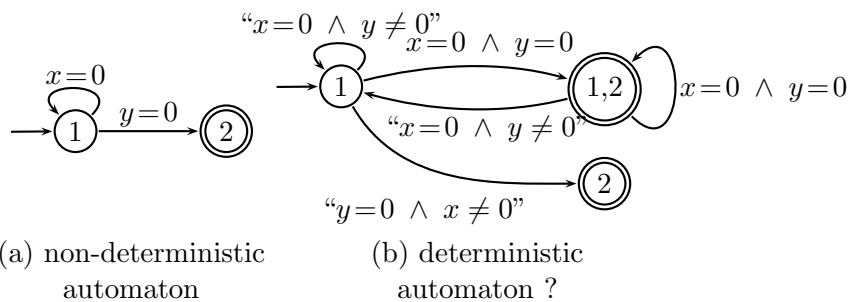 “x=0 ∧ y≠0”
x=0 ∧ y=0
x=0
1
1,2
x=0 ∧ y=0
y=0
1
2
“x=0 ∧ y≠0”
2
“y=0 ∧ x≠0”
(a) non-deterministic
automaton
(b) deterministic
automaton ?